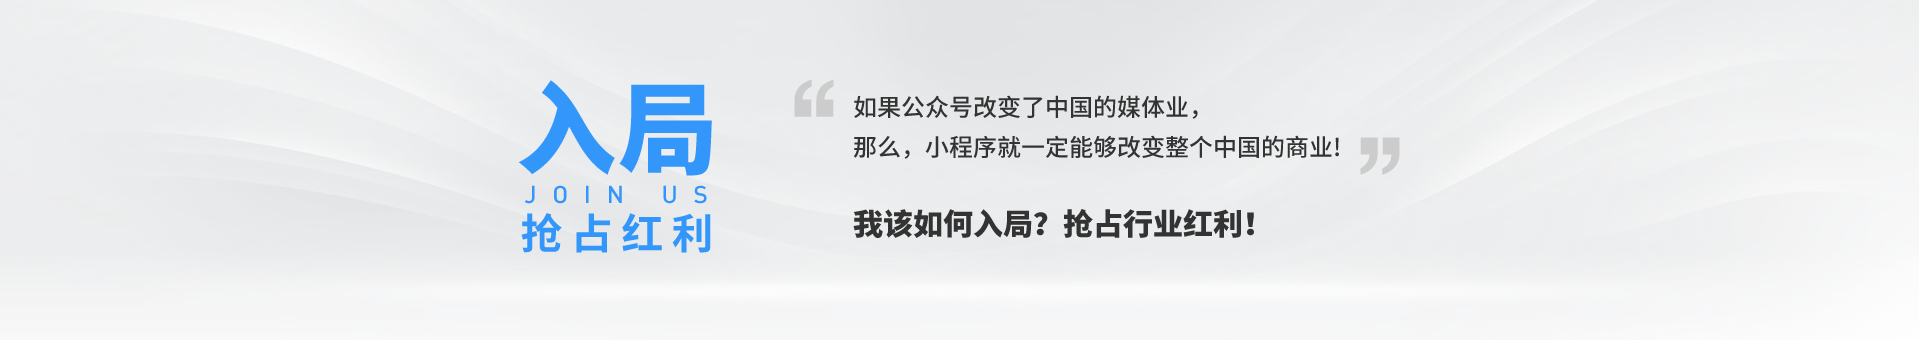 入局
JOIN US
抢占红利
“
如果公众号改变了中国的媒体业，
那么，小程序就一定能够改变整个中国的商业!
”
我该如何入局？抢占行业红利！